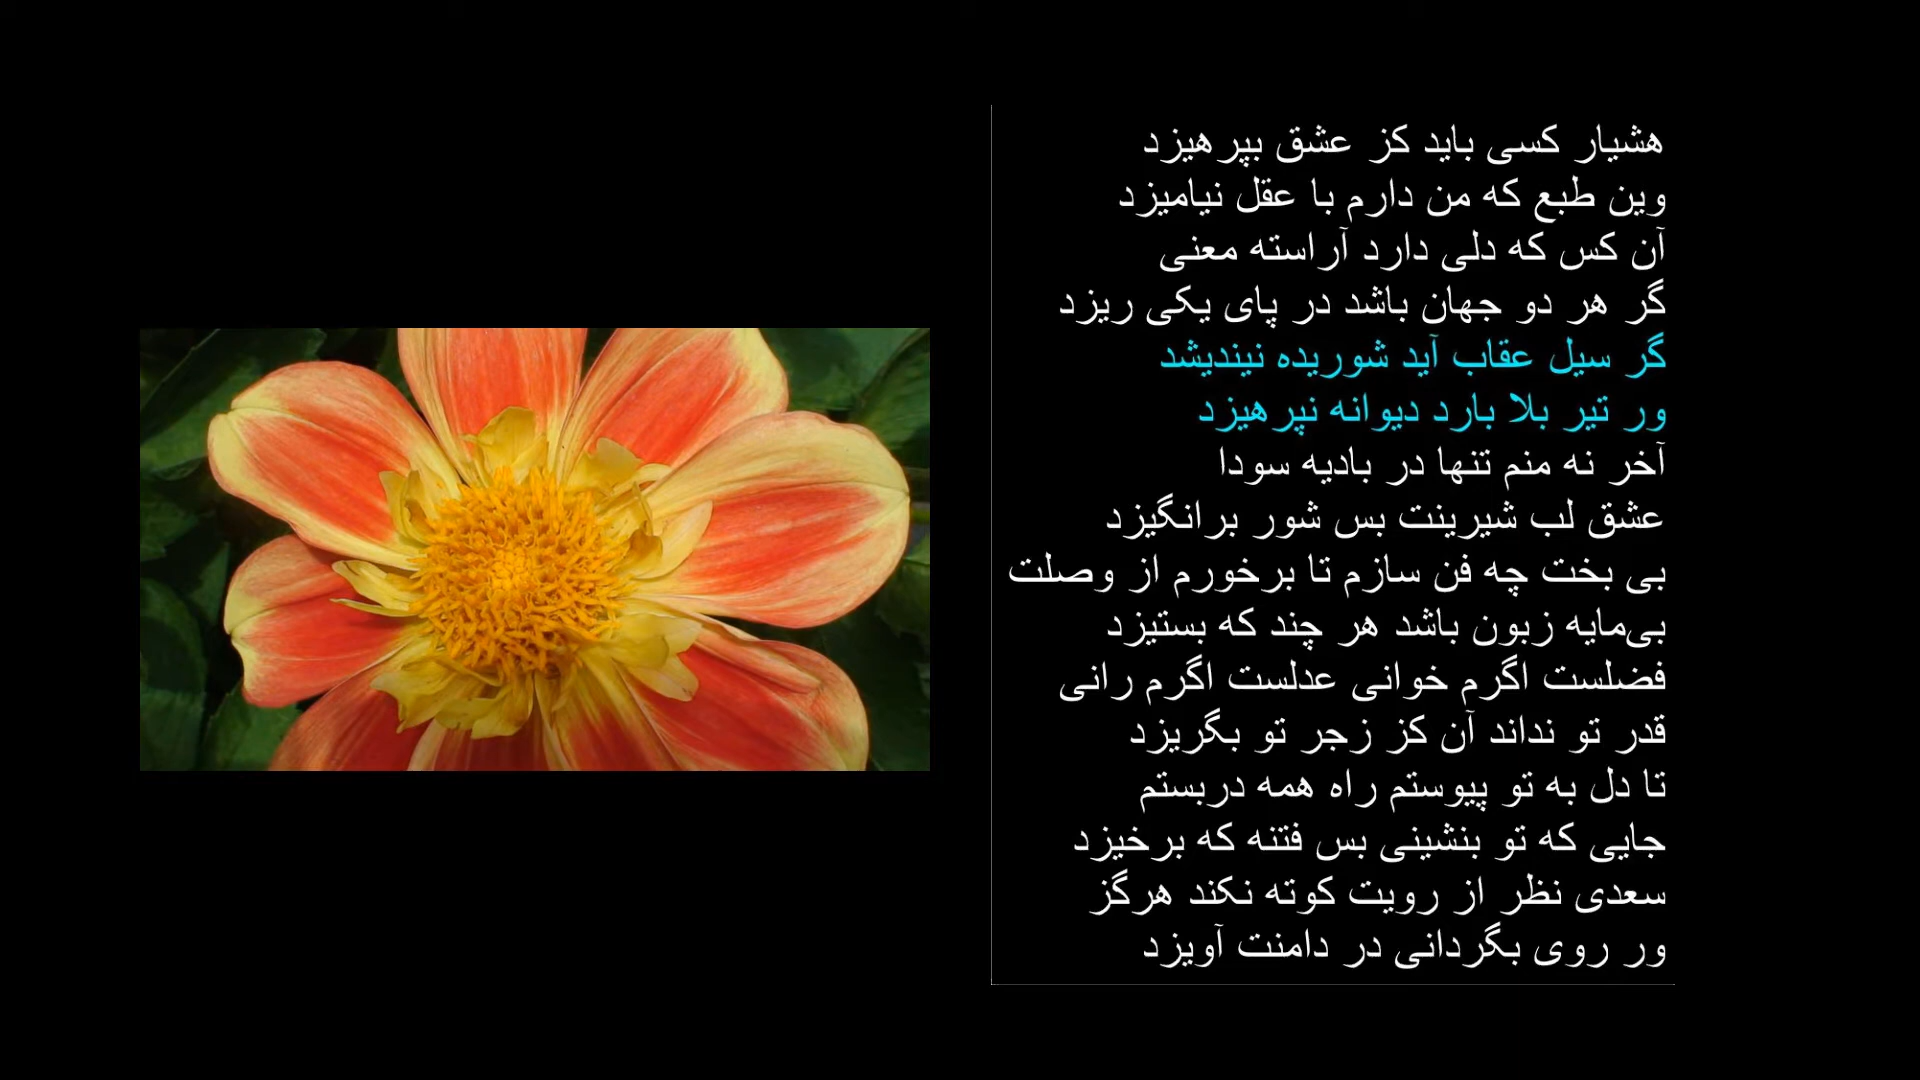 هشیار کسی باید کز عشق بپرهیزد
وین طبع که من دارم با عقل نیامیزد
آن کس که دلی دارد آراسته معنی
گر هر دو جهان باشد در پای یکی ریزد
گر سیل عقاب آید شوریده نیندیشد
ور تیر بلا بارد دیوانه نپرهیزد
آخر نه منم تنها در بادیه سودا
عشق لب شیرینت بس شور برانگیزد
بی بخت چه فن سازم تا برخورم از وصلت
بی‌مایه زبون باشد هر چند که بستیزد
فضلست اگرم خوانی عدلست اگرم رانی
قدر تو نداند آن کز زجر تو بگریزد
تا دل به تو پیوستم راه همه دربستم
جایی که تو بنشینی بس فتنه که برخیزد
سعدی نظر از رویت کوته نکند هرگز
ور روی بگردانی در دامنت آویزد